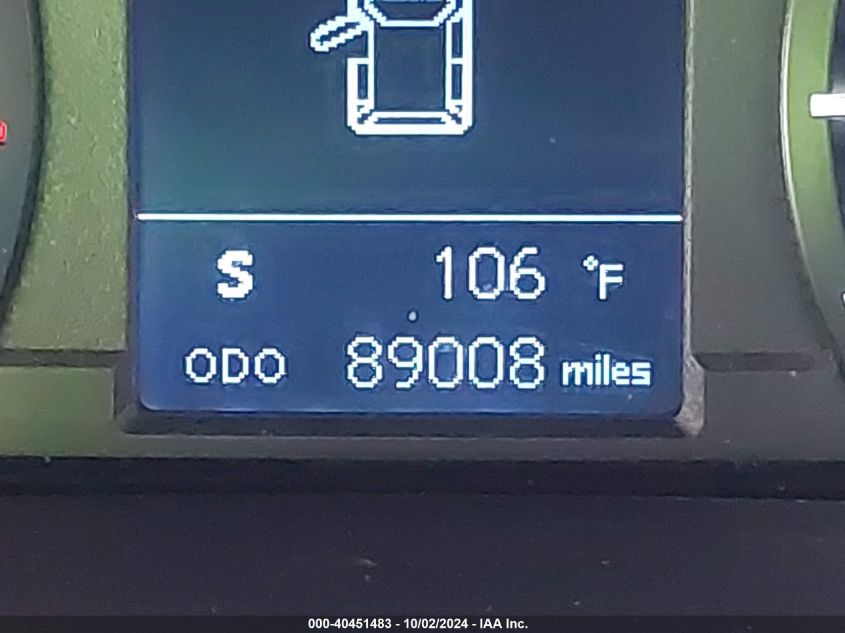 S 106 °F
ODO 89008 miles
000-40451483 - 10/02/2024 - IAA Inc.